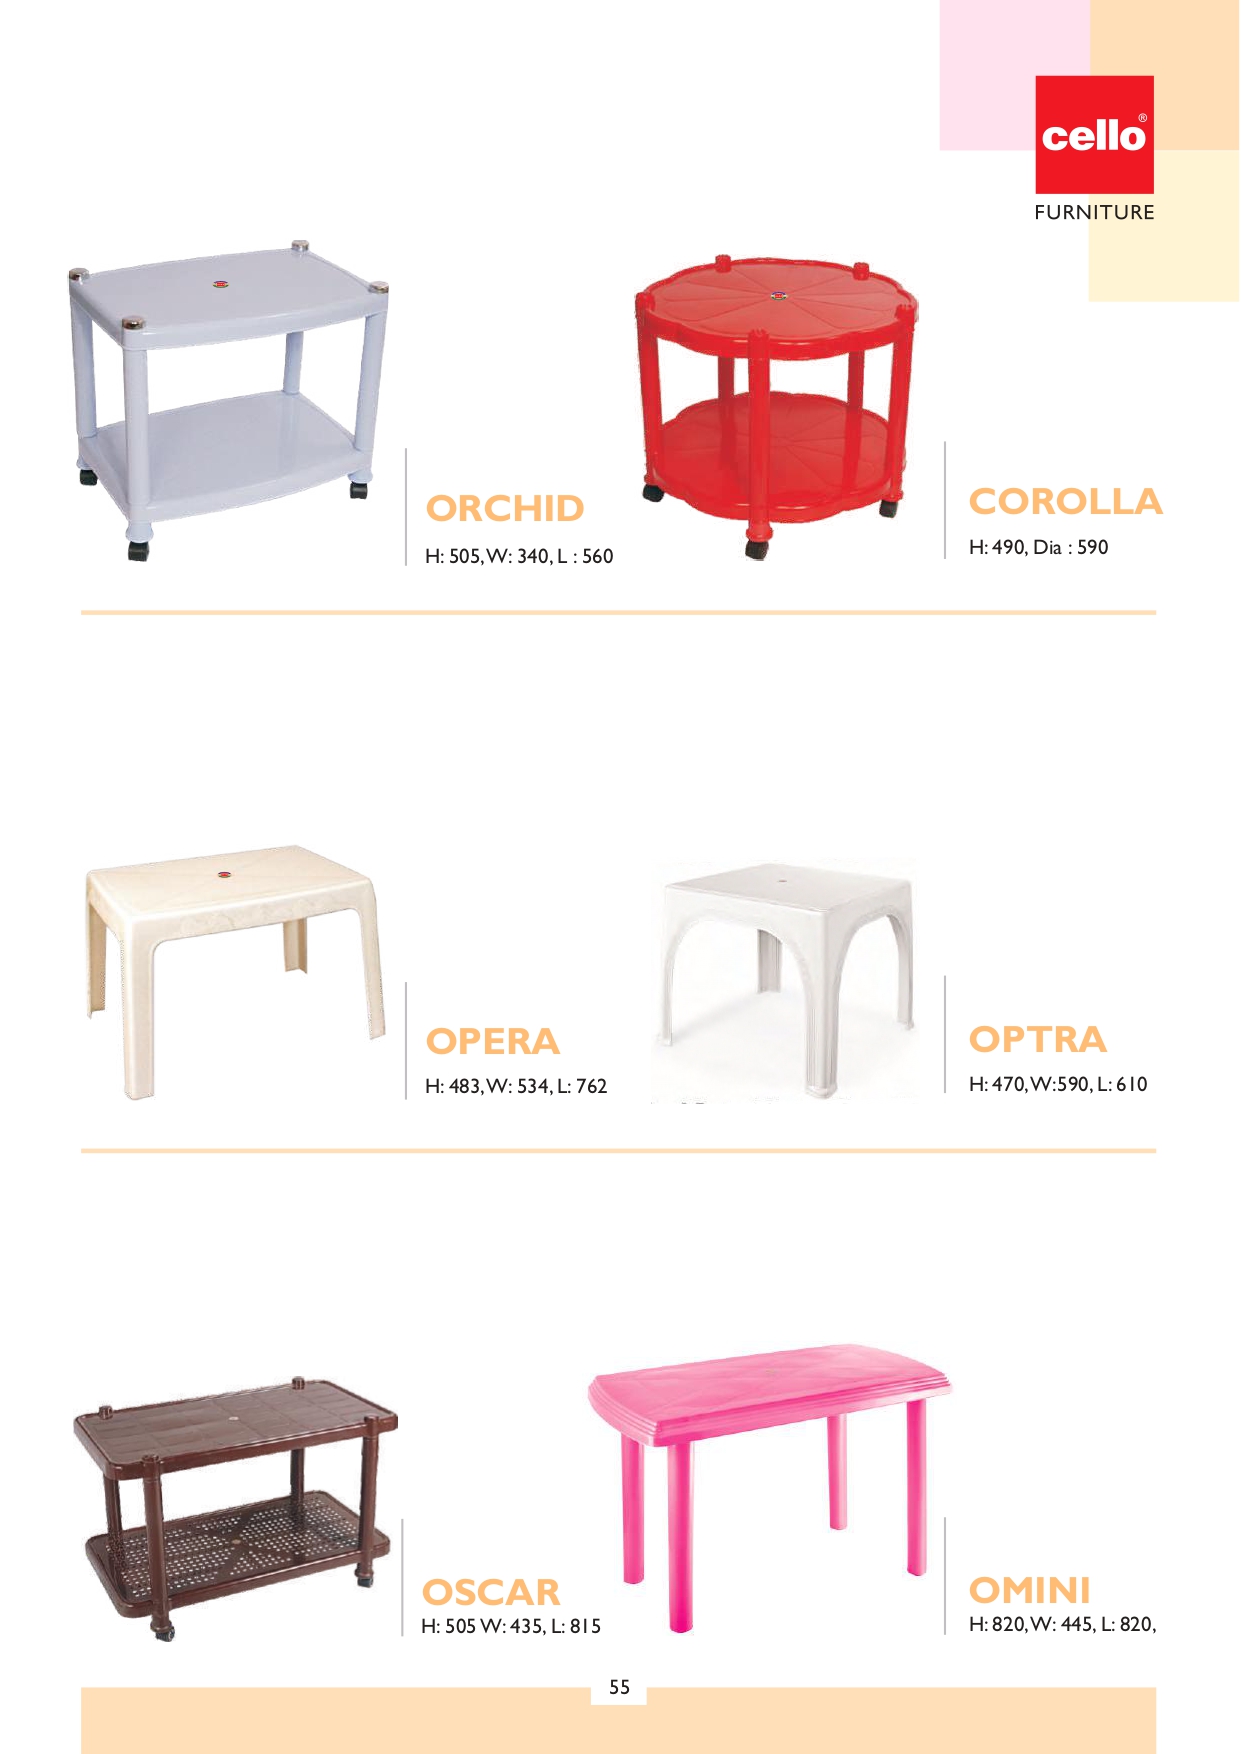 cello®
FURNITURE
ORCHID
H: 505, W: 340, L : 560
COROLLA
H: 490, Dia : 590
OPERA
H: 483, W: 534, L: 762
OPTRA
H: 470, W:590, L: 610
OSCAR
H: 505 W: 435, L: 815
OMINI
H: 820, W: 445, L: 820,
55